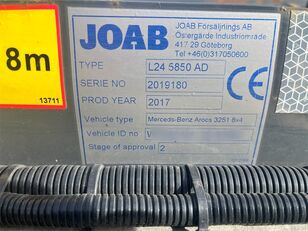 8m
13711
JOAB
JOAB Försäljnings AB
Östergärde Industriområde
417 29 Göteborg
Tel +46(0)317050600
TYPE L24 5850 AD
SERIE NO 2019180
PROD YEAR 2017
Vehicle type Mercedes-Benz Arocs 3251 8x4
Vehicle ID no
Stage of approval 2